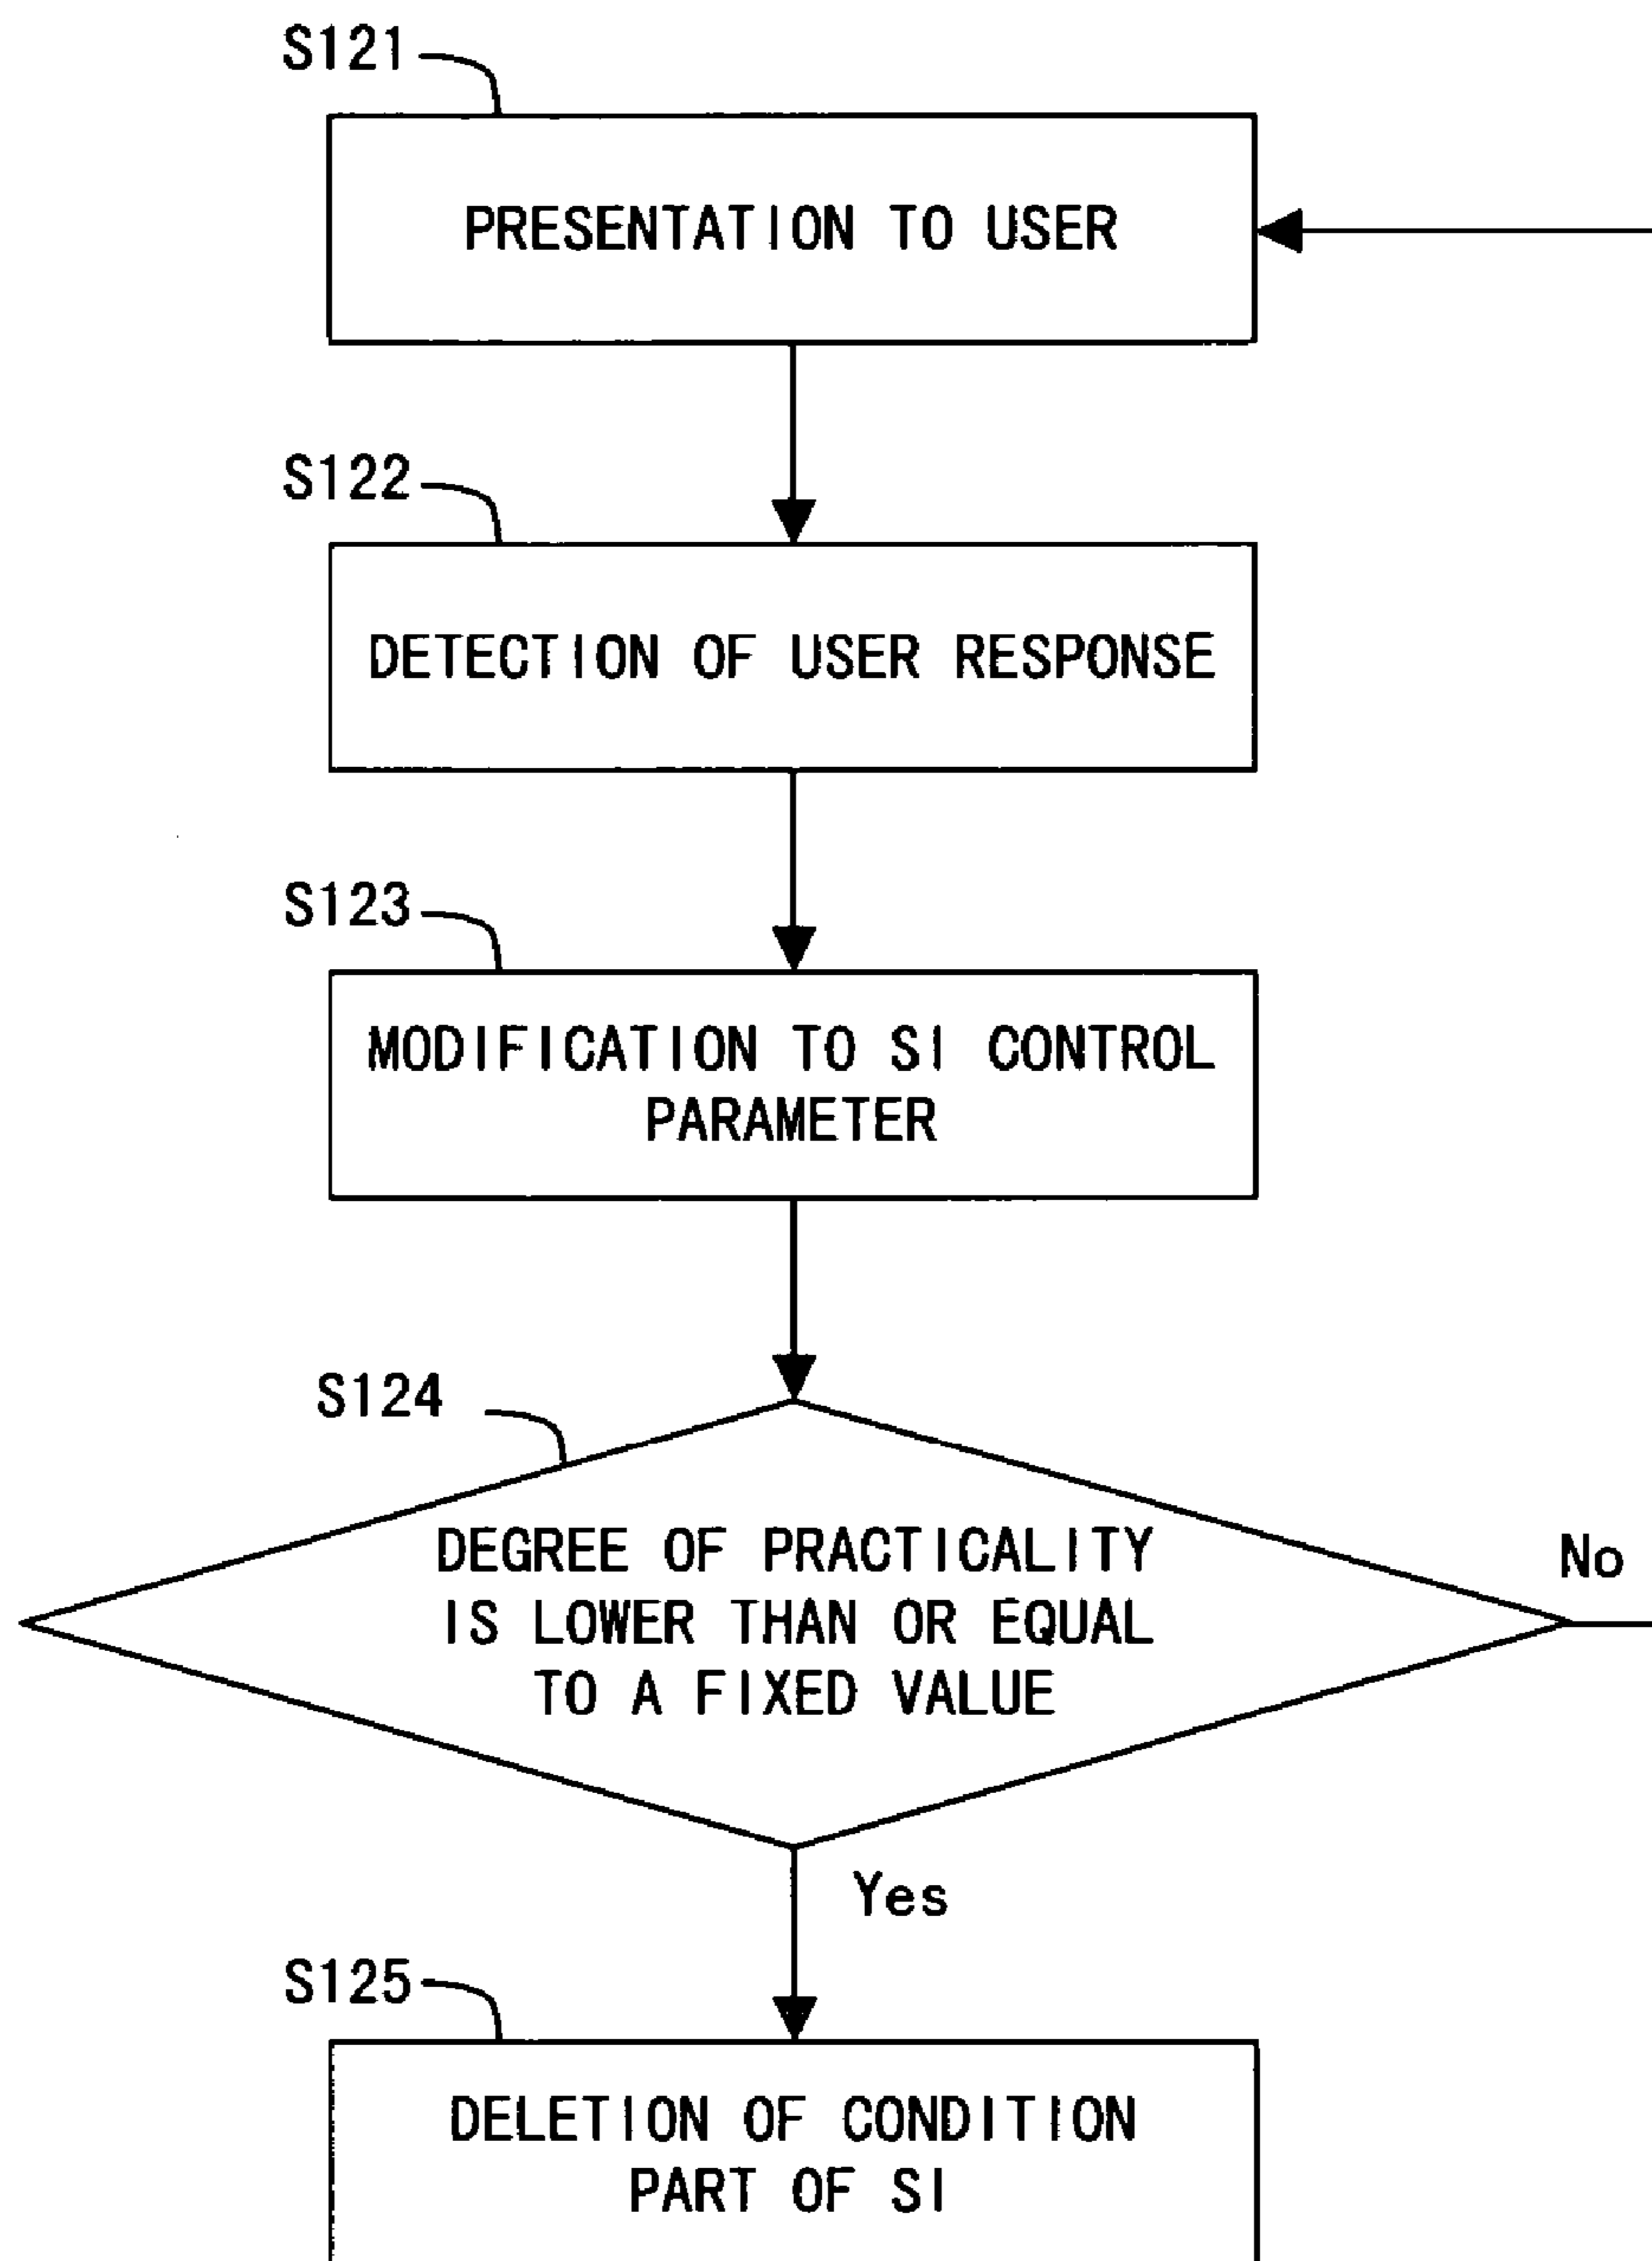 S121
PRESENTATION TO USER
S122
DETECTION OF USER RESPONSE
S123
MODIFICATION TO SI CONTROL
PARAMETER
S124
DEGREE OF PRACTICALITY
IS LOWER THAN OR EQUAL
TO A FIXED VALUE
No
Yes
S125
DELETION OF CONDITION
PART OF SI